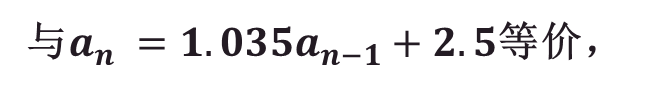 与aₙ = 1.035aₙ₋₁ + 2.5等价，